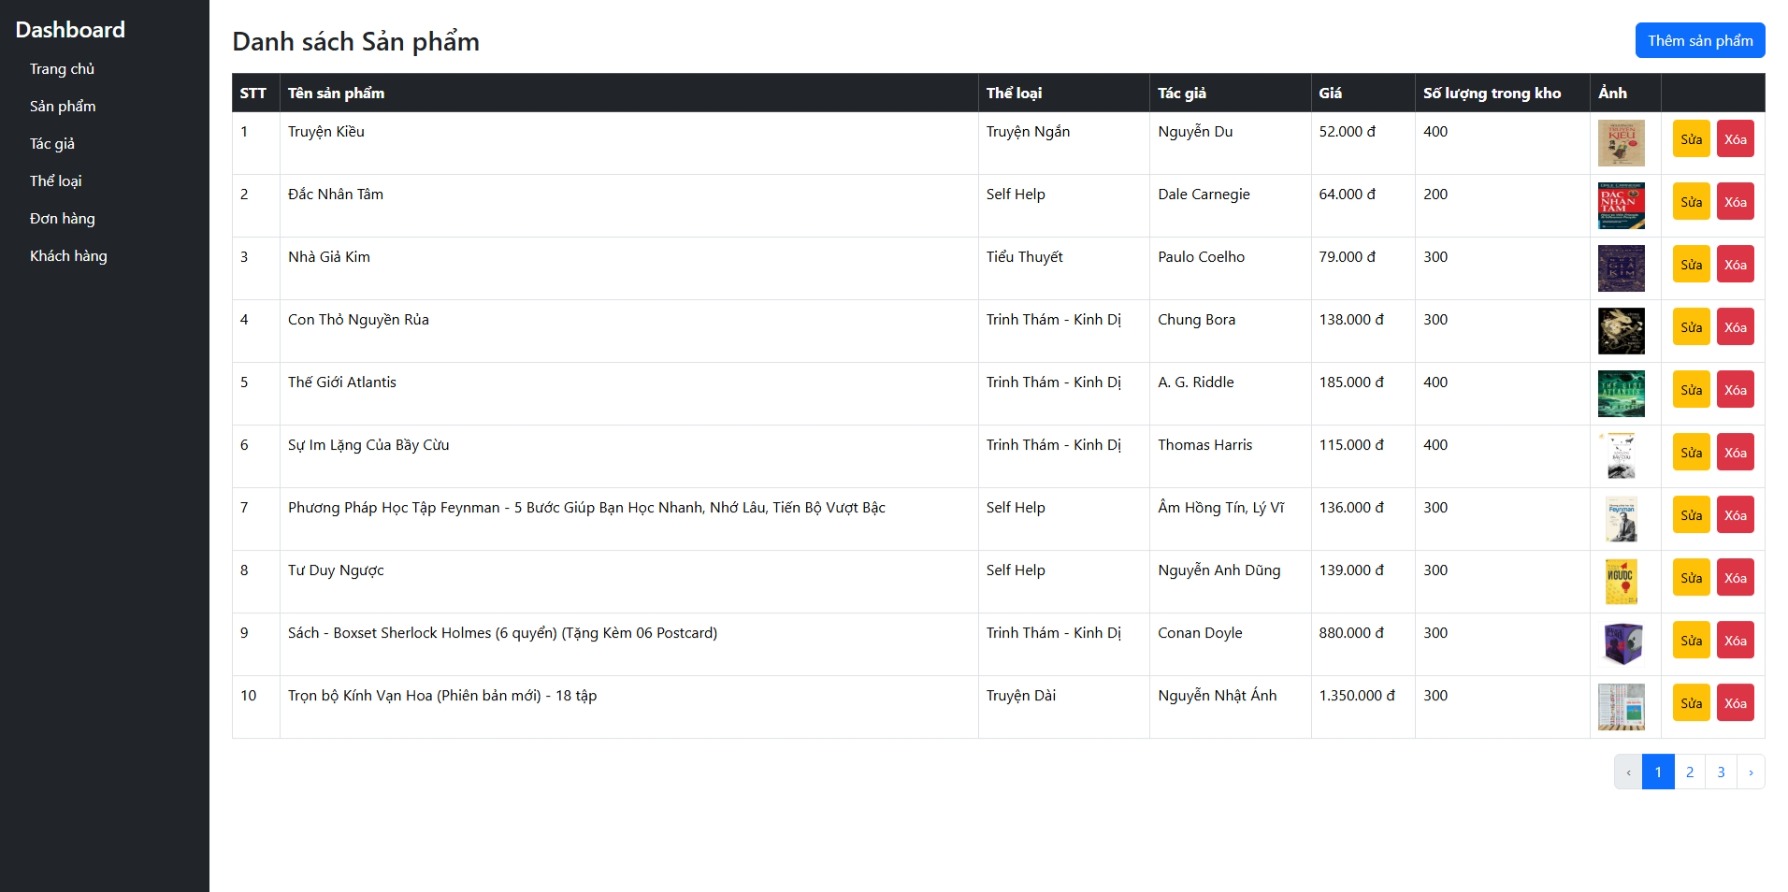 Dashboard
Trang chủ
Sản phẩm
Tác giả
Thể loại
Đơn hàng
Khách hàng
Danh sách Sản phẩm
Thêm sản phẩm
STT Tên sản phẩm Thể loại Tác giả Giá Số lượng trong kho Ảnh
1 Truyện Kiều Truyện Ngắn Nguyễn Du 52.000 đ 400 Sửa Xóa
2 Đắc Nhân Tâm Self Help Dale Carnegie 64.000 đ 200 Sửa Xóa
3 Nhà Giả Kim Tiểu Thuyết Paulo Coelho 79.000 đ 300 Sửa Xóa
4 Con Thỏ Nguyền Rủa Trinh Thám - Kinh Dị Chung Bora 138.000 đ 300 Sửa Xóa
5 Thế Giới Atlantis Trinh Thám - Kinh Dị A. G. Riddle 185.000 đ 400 Sửa Xóa
6 Sự Im Lặng Của Bầy Cừu Trinh Thám - Kinh Dị Thomas Harris 115.000 đ 400 Sửa Xóa
7 Phương Pháp Học Tập Feynman - 5 Bước Giúp Bạn Học Nhanh, Nhớ Lâu, Tiến Bộ Vượt Bậc Self Help Âm Hồng Tín, Lý Vĩ 136.000 đ 300 Sửa Xóa
8 Tư Duy Ngược Self Help Nguyễn Anh Dũng 139.000 đ 300 Sửa Xóa
9 Sách - Boxset Sherlock Holmes (6 quyển) (Tặng Kèm 06 Postcard) Trinh Thám - Kinh Dị Conan Doyle 880.000 đ 300 Sửa Xóa
10 Trọn bộ Kính Vạn Hoa (Phiên bản mới) - 18 tập Truyện Dài Nguyễn Nhật Ánh 1.350.000 đ 300 Sửa Xóa
‹ 1 2 3 ›